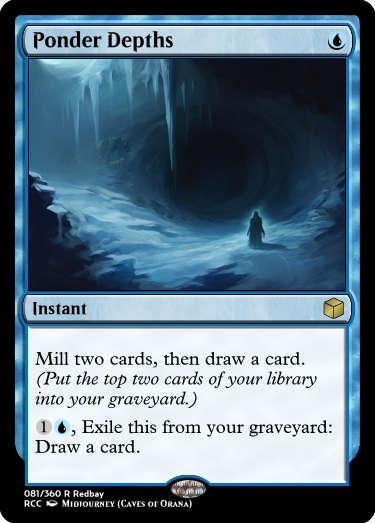 Ponder Depths
Instant
Mill two cards, then draw a card.
(Put the top two cards of your library
into your graveyard.)
1, Exile this from your graveyard:
Draw a card.
081/360 R Redbay
RCC Midjourney (Caves of Orana)